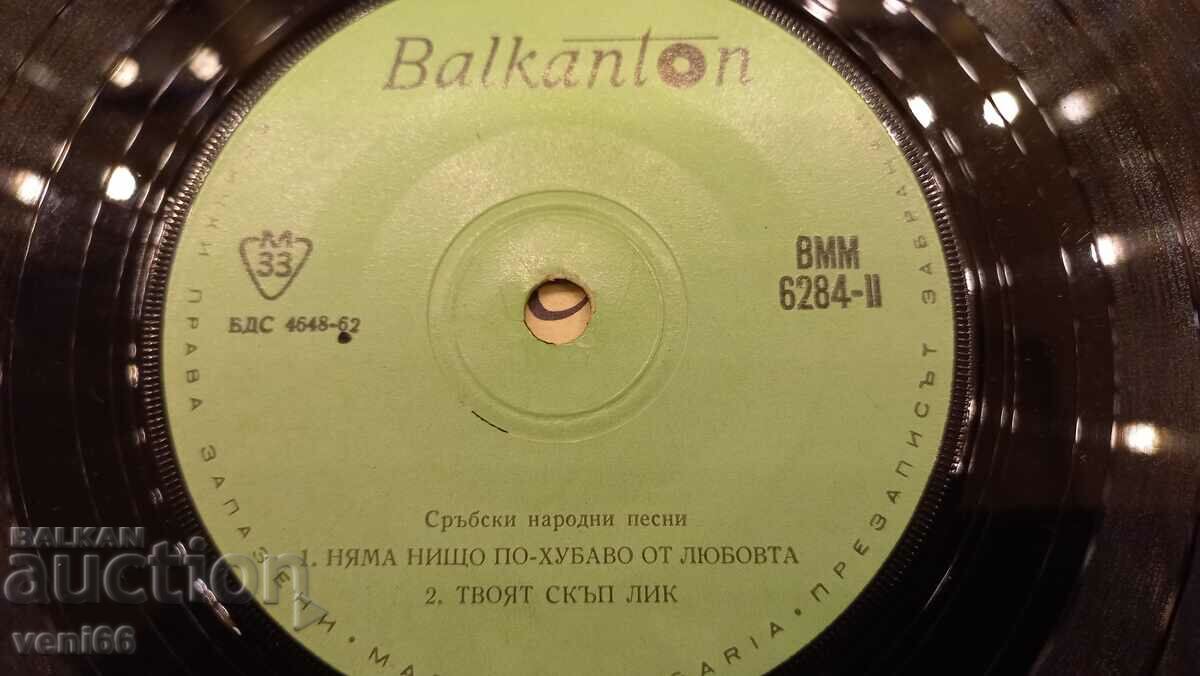 Balkanton
M
33
БДС 4648-62
ВММ
6284-II
Сръбски народни песни
1. НЯМА НИЩО ПО-ХУБАВО ОТ ЛЮБОВТА
2. ТВОЯТ СКЪП ЛИК
ПРАВА ЗАПАЗЕНИ •
• ПРЕЗАПИСЪТ ЗАБРАНЕН
BALKAN
auction
veni66